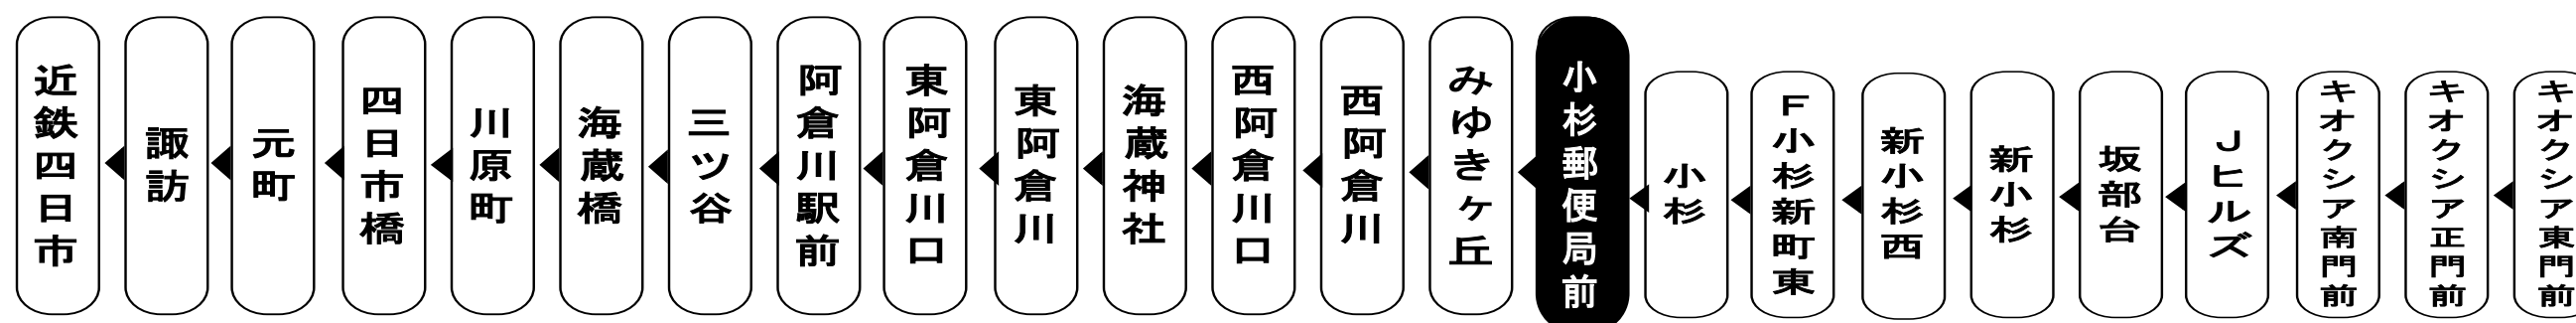 近鉄四日市
諏訪
元町
四日市橋
川原町
海蔵橋
三ツ谷
阿倉川駅前
東阿倉川口
東阿倉川
海蔵神社
西阿倉川口
西阿倉川
みゆきヶ丘
小杉郵便局前
小杉
F小杉新町東
新小杉西
新小杉
坂部台
Jヒルズ
キオクシア南門前
キオクシア正門前
キオクシア東門前